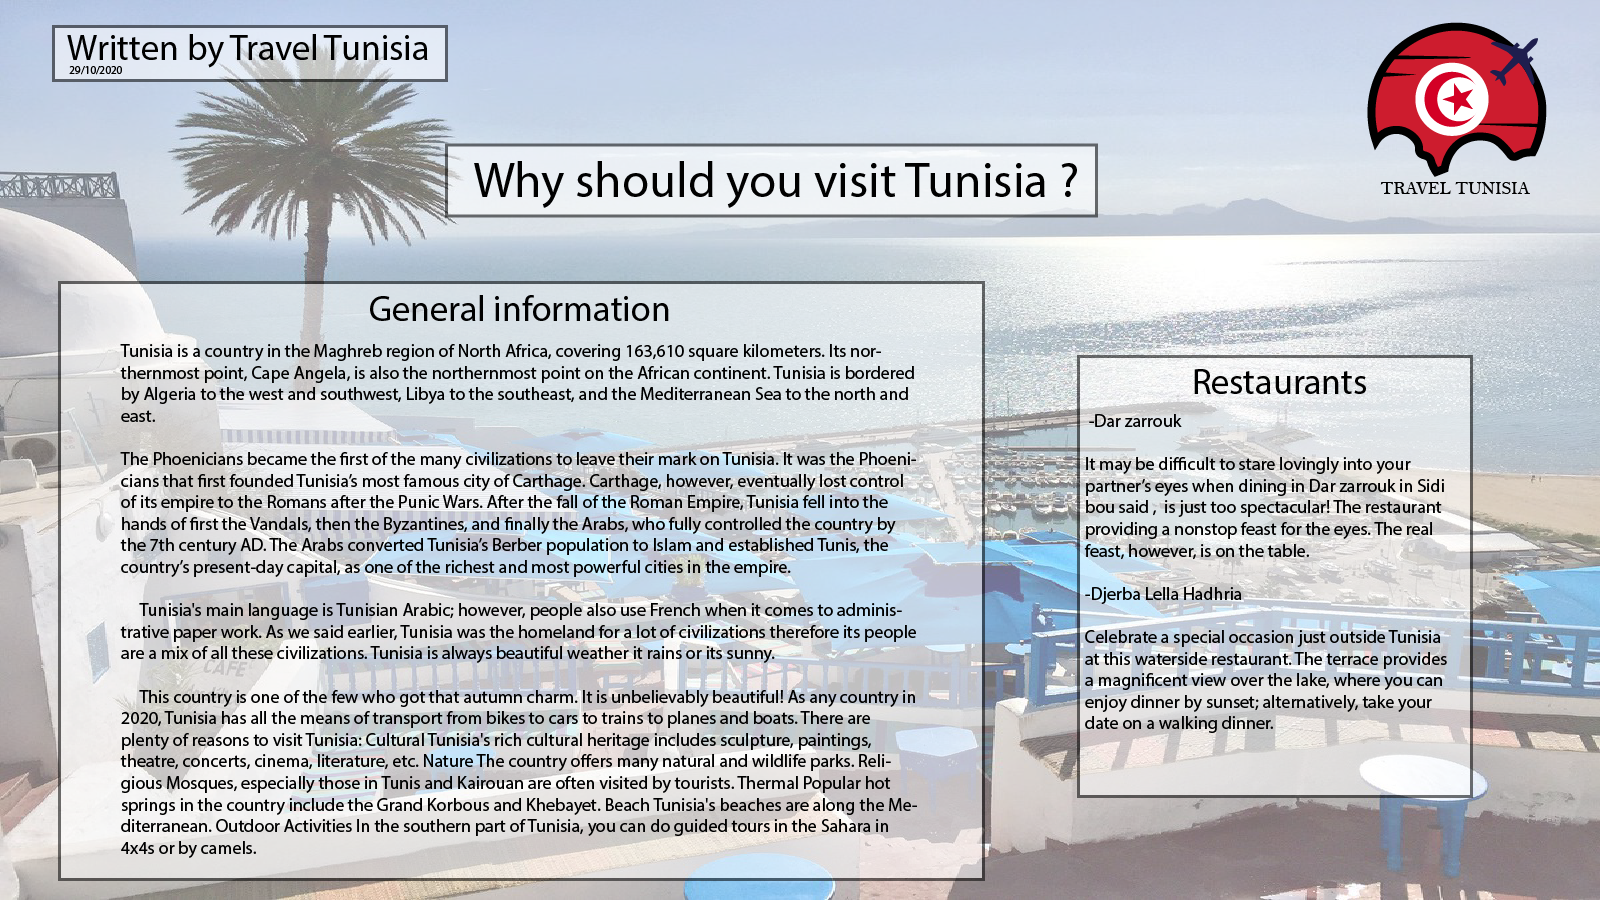 Written by Travel Tunisia
29/10/2020
TRAVEL TUNISIA
Why should you visit Tunisia ?
General information
Tunisia is a country in the Maghreb region of North Africa, covering 163,610 square kilometers. Its nor-
thernmost point, Cape Angela, is also the northernmost point on the African continent. Tunisia is bordered
by Algeria to the west and southwest, Libya to the southeast, and the Mediterranean Sea to the north and
east.
The Phoenicians became the first of the many civilizations to leave their mark on Tunisia. It was the Phoeni-
cians that first founded Tunisia’s most famous city of Carthage. Carthage, however, eventually lost control
of its empire to the Romans after the Punic Wars. After the fall of the Roman Empire, Tunisia fell into the
hands of first the Vandals, then the Byzantines, and finally the Arabs, who fully controlled the country by
the 7th century AD. The Arabs converted Tunisia’s Berber population to Islam and established Tunis, the
country’s present-day capital, as one of the richest and most powerful cities in the empire.
Tunisia's main language is Tunisian Arabic; however, people also use French when it comes to adminis-
trative paper work. As we said earlier, Tunisia was the homeland for a lot of civilizations therefore its people
are a mix of all these civilizations. Tunisia is always beautiful weather it rains or its sunny.
This country is one of the few who got that autumn charm. It is unbelievably beautiful! As any country in
2020, Tunisia has all the means of transport from bikes to cars to trains to planes and boats. There are
plenty of reasons to visit Tunisia: Cultural Tunisia's rich cultural heritage includes sculpture, paintings,
theatre, concerts, cinema, literature, etc. Nature The country offers many natural and wildlife parks. Reli-
gious Mosques, especially those in Tunis and Kairouan are often visited by tourists. Thermal Popular hot
springs in the country include the Grand Korbous and Khebayet. Beach Tunisia's beaches are along the Me-
diterranean. Outdoor Activities In the southern part of Tunisia, you can do guided tours in the Sahara in
4x4s or by camels.
CAFE
Restaurants
-Dar zarrouk
It may be difficult to stare lovingly into your
partner’s eyes when dining in Dar zarrouk in Sidi
bou said ,  is just too spectacular! The restaurant
providing a nonstop feast for the eyes. The real
feast, however, is on the table.
-Djerba Lella Hadhria
Celebrate a special occasion just outside Tunisia
at this waterside restaurant. The terrace provides
a magnificent view over the lake, where you can
enjoy dinner by sunset; alternatively, take your
date on a walking dinner.